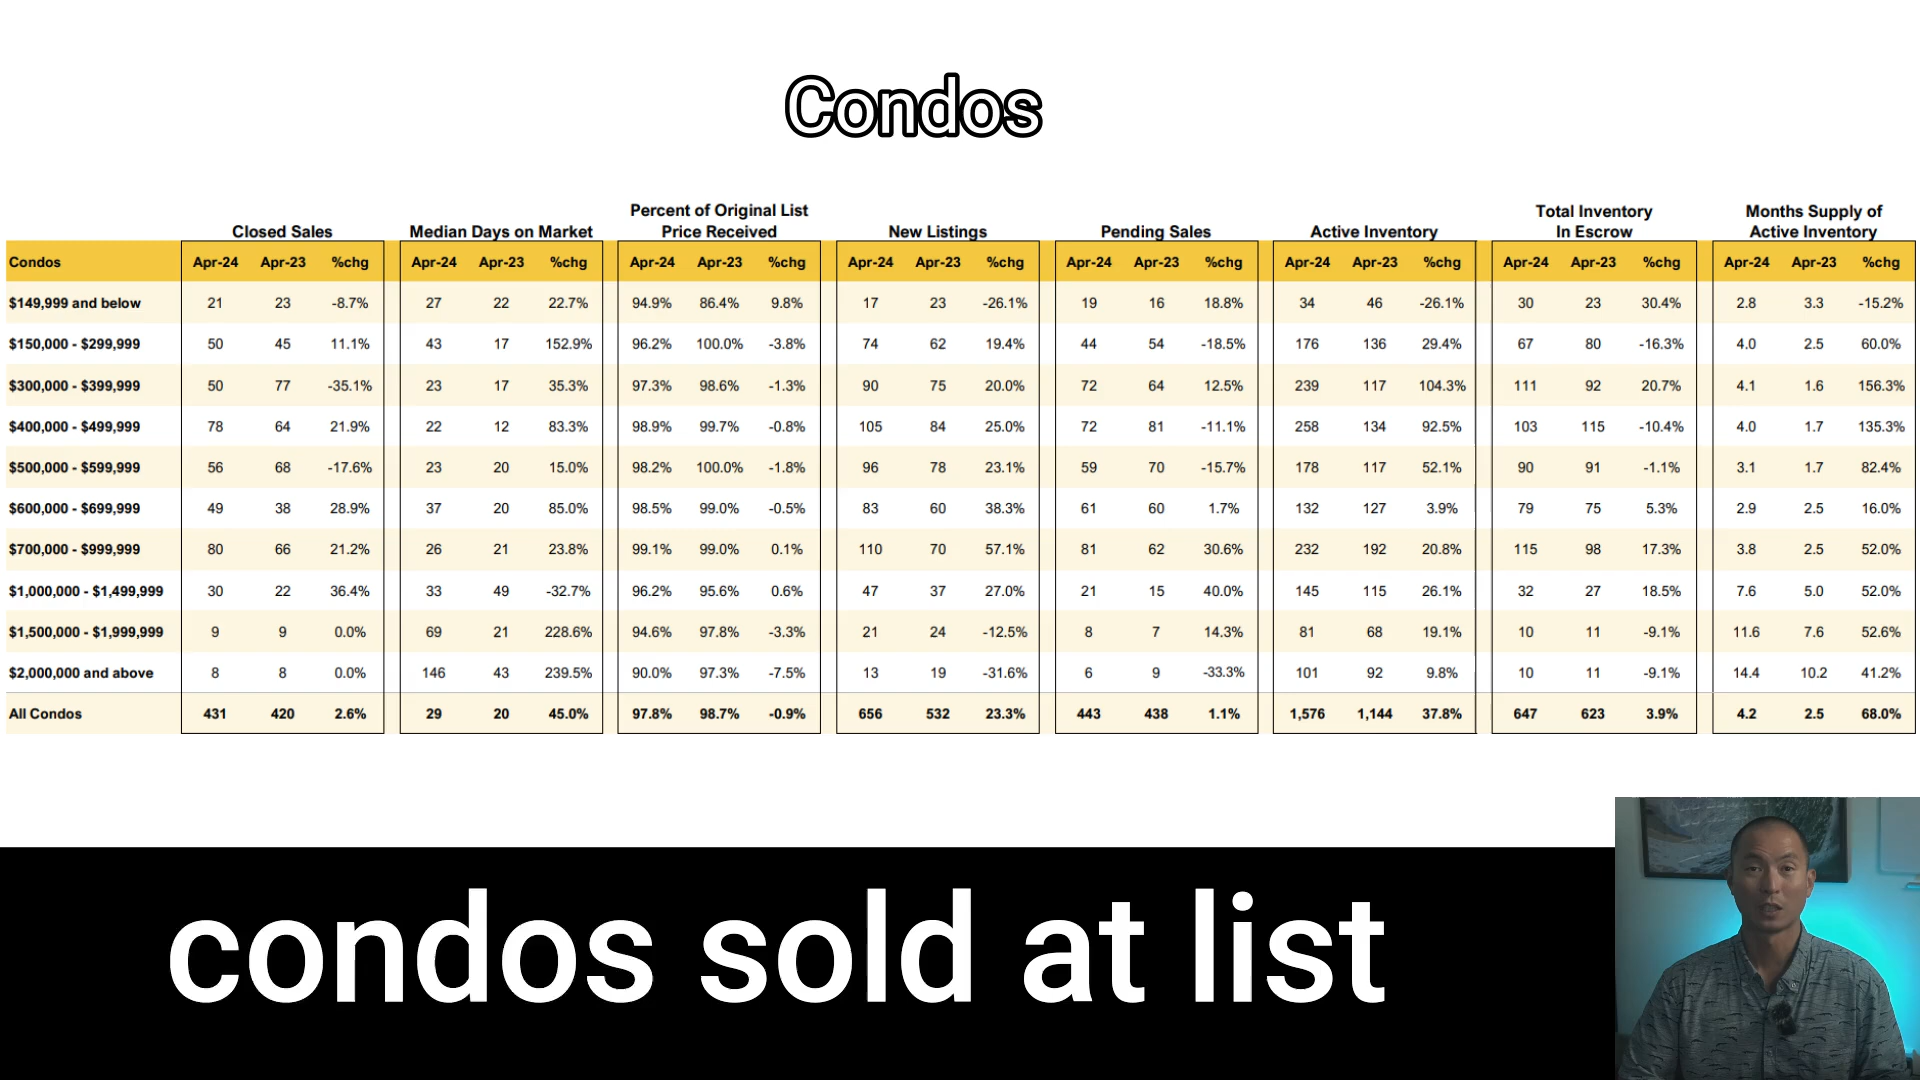 Condos
Closed Sales Median Days on Market Percent of Original List Price Received New Listings Pending Sales Active Inventory Total Inventory In Escrow Months Supply of Active Inventory
Condos Apr-24 Apr-23 %chg Apr-24 Apr-23 %chg Apr-24 Apr-23 %chg Apr-24 Apr-23 %chg Apr-24 Apr-23 %chg Apr-24 Apr-23 %chg Apr-24 Apr-23 %chg Apr-24 Apr-23 %chg
$149,999 and below 21 23 -8.7% 27 22 22.7% 94.9% 86.4% 9.8% 17 23 -26.1% 19 16 18.8% 34 46 -26.1% 30 23 30.4% 2.8 3.3 -15.2%
$150,000 - $299,999 50 45 11.1% 43 17 152.9% 96.2% 100.0% -3.8% 74 62 19.4% 44 54 -18.5% 176 136 29.4% 67 80 -16.3% 4.0 2.5 60.0%
$300,000 - $399,999 50 77 -35.1% 23 17 35.3% 97.3% 98.6% -1.3% 90 75 20.0% 72 64 12.5% 239 117 104.3% 111 92 20.7% 4.1 1.6 156.3%
$400,000 - $499,999 78 64 21.9% 22 12 83.3% 98.9% 99.7% -0.8% 105 84 25.0% 72 81 -11.1% 258 134 92.5% 103 115 -10.4% 4.0 1.7 135.3%
$500,000 - $599,999 56 68 -17.6% 23 20 15.0% 98.2% 100.0% -1.8% 96 78 23.1% 59 70 -15.7% 178 117 52.1% 90 91 -1.1% 3.1 1.7 82.4%
$600,000 - $699,999 49 38 28.9% 37 20 85.0% 98.5% 99.0% -0.5% 83 60 38.3% 61 60 1.7% 132 127 3.9% 79 75 5.3% 2.9 2.5 16.0%
$700,000 - $999,999 80 66 21.2% 26 21 23.8% 99.1% 99.0% 0.1% 110 70 57.1% 81 62 30.6% 232 192 20.8% 115 98 17.3% 3.8 2.5 52.0%
$1,000,000 - $1,499,999 30 22 36.4% 33 49 -32.7% 96.2% 95.6% 0.6% 47 37 27.0% 21 15 40.0% 145 115 26.1% 32 27 18.5% 7.6 5.0 52.0%
$1,500,000 - $1,999,999 9 9 0.0% 69 21 228.6% 94.6% 97.8% -3.3% 21 24 -12.5% 8 7 14.3% 81 68 19.1% 10 11 -9.1% 11.6 7.6 52.6%
$2,000,000 and above 8 8 0.0% 146 43 239.5% 90.0% 97.3% -7.5% 13 19 -31.6% 6 9 -33.3% 101 92 9.8% 10 11 -9.1% 14.4 10.2 41.2%
All Condos 431 420 2.6% 29 20 45.0% 97.8% 98.7% -0.9% 656 532 23.3% 443 438 1.1% 1,576 1,144 37.8% 647 623 3.9% 4.2 2.5 68.0%
condos sold at list